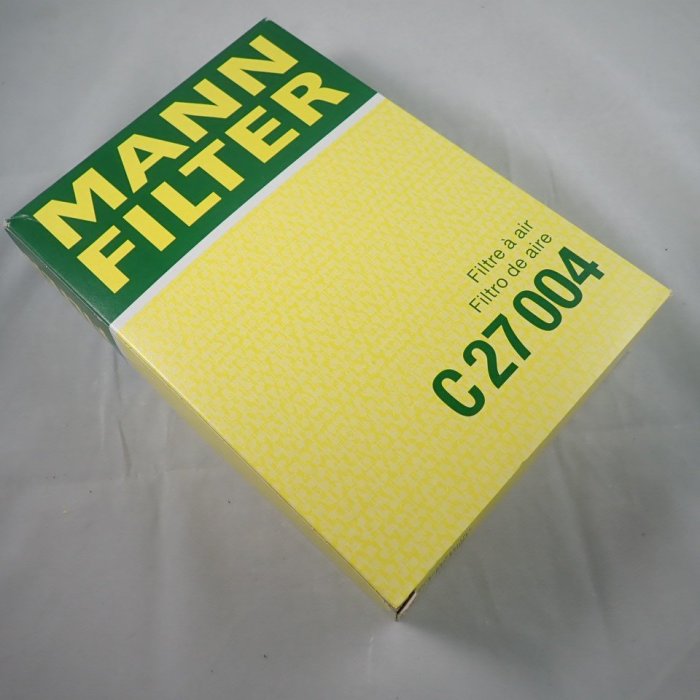 MANN
FILTER
Filtre à air
Filtro de aire
C 27 004